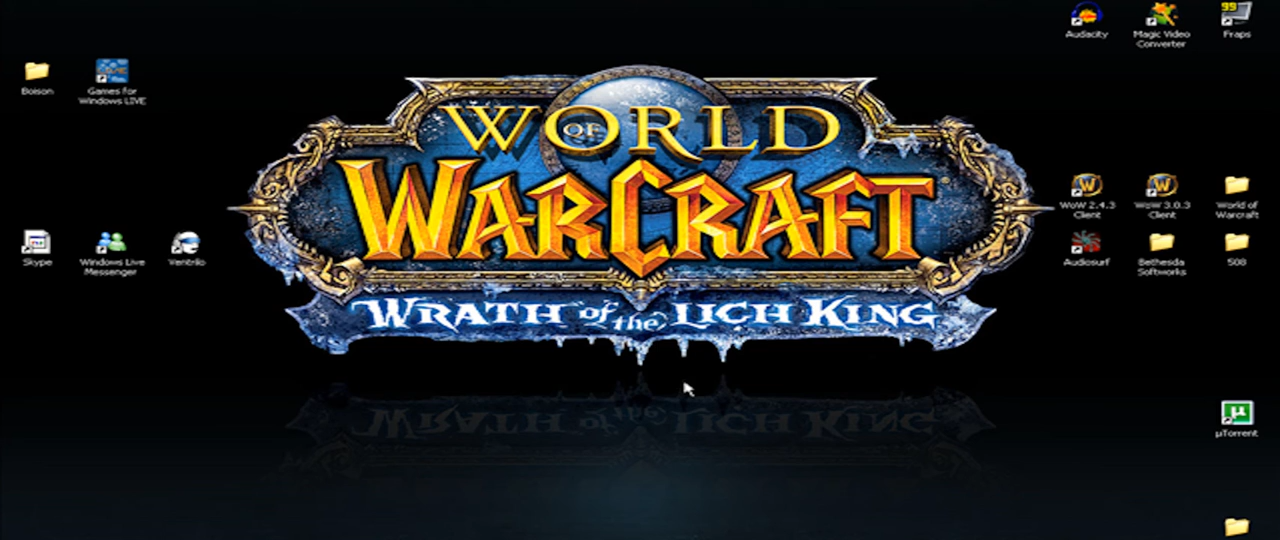 Audacity
Magic Video
Converter
Fraps
99
Boison
Games for
Windows LIVE
WORLD
OF
WARCRAFT
WRATH of the LICH KING
WoW 2.4.3
Client
WoW 3.0.3
Client
World of
Warcraft
Skype
Windows Live
Messenger
Ventrilo
Audiosurf
Bethesda
Softworks
508
µTorrent